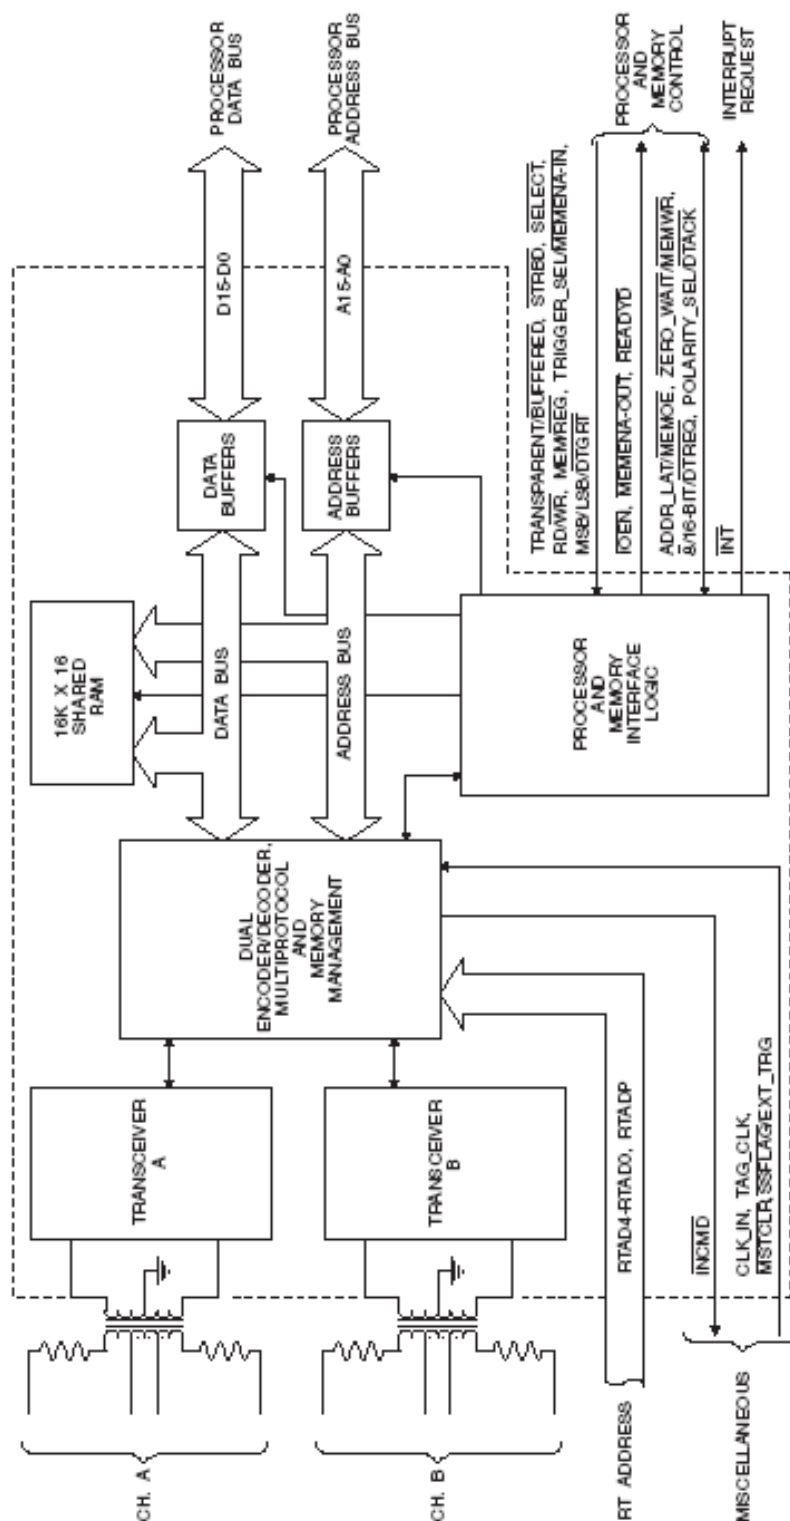 CH. A
TRANSCEIVER
A
CH. B
TRANSCEIVER
B
DUAL
ENCODER/DECODER,
MULTIPROTOCOL
AND
MEMORY
MANAGEMENT
16K X 16
SHARED
RAM
DATA BUS
ADDRESS BUS
DATA
BUFFERS
ADDRESS
BUFFERS
D15-D0
A15-A0
PROCESSOR
DATA BUS
PROCESSOR
ADDRESS BUS
PROCESSOR
AND
MEMORY
INTERFACE
LOGIC
TRANSPARENT/BUFFERED, STRBD, SELECT,
RD/WR, MEM/REG, TRIGGER_SEL/MEMENA-IN,
MSB/LSB/DTGRT
IOEN, MEMENA-OUT, READYD
ADDR_LAT/MEMOE, ZERO_WAIT/MEMWR,
8/16-BIT/DTREQ, POLARITY_SEL/DTACK
INT
PROCESSOR
AND
MEMORY
CONTROL
INTERRUPT
REQUEST
RT ADDRESS
RTAD4-RTAD0, RTADP
MISCELLANEOUS
INCMD
CLK_IN, TAG_CLK,
MSTCLR,SSFLAG/EXT_TRG